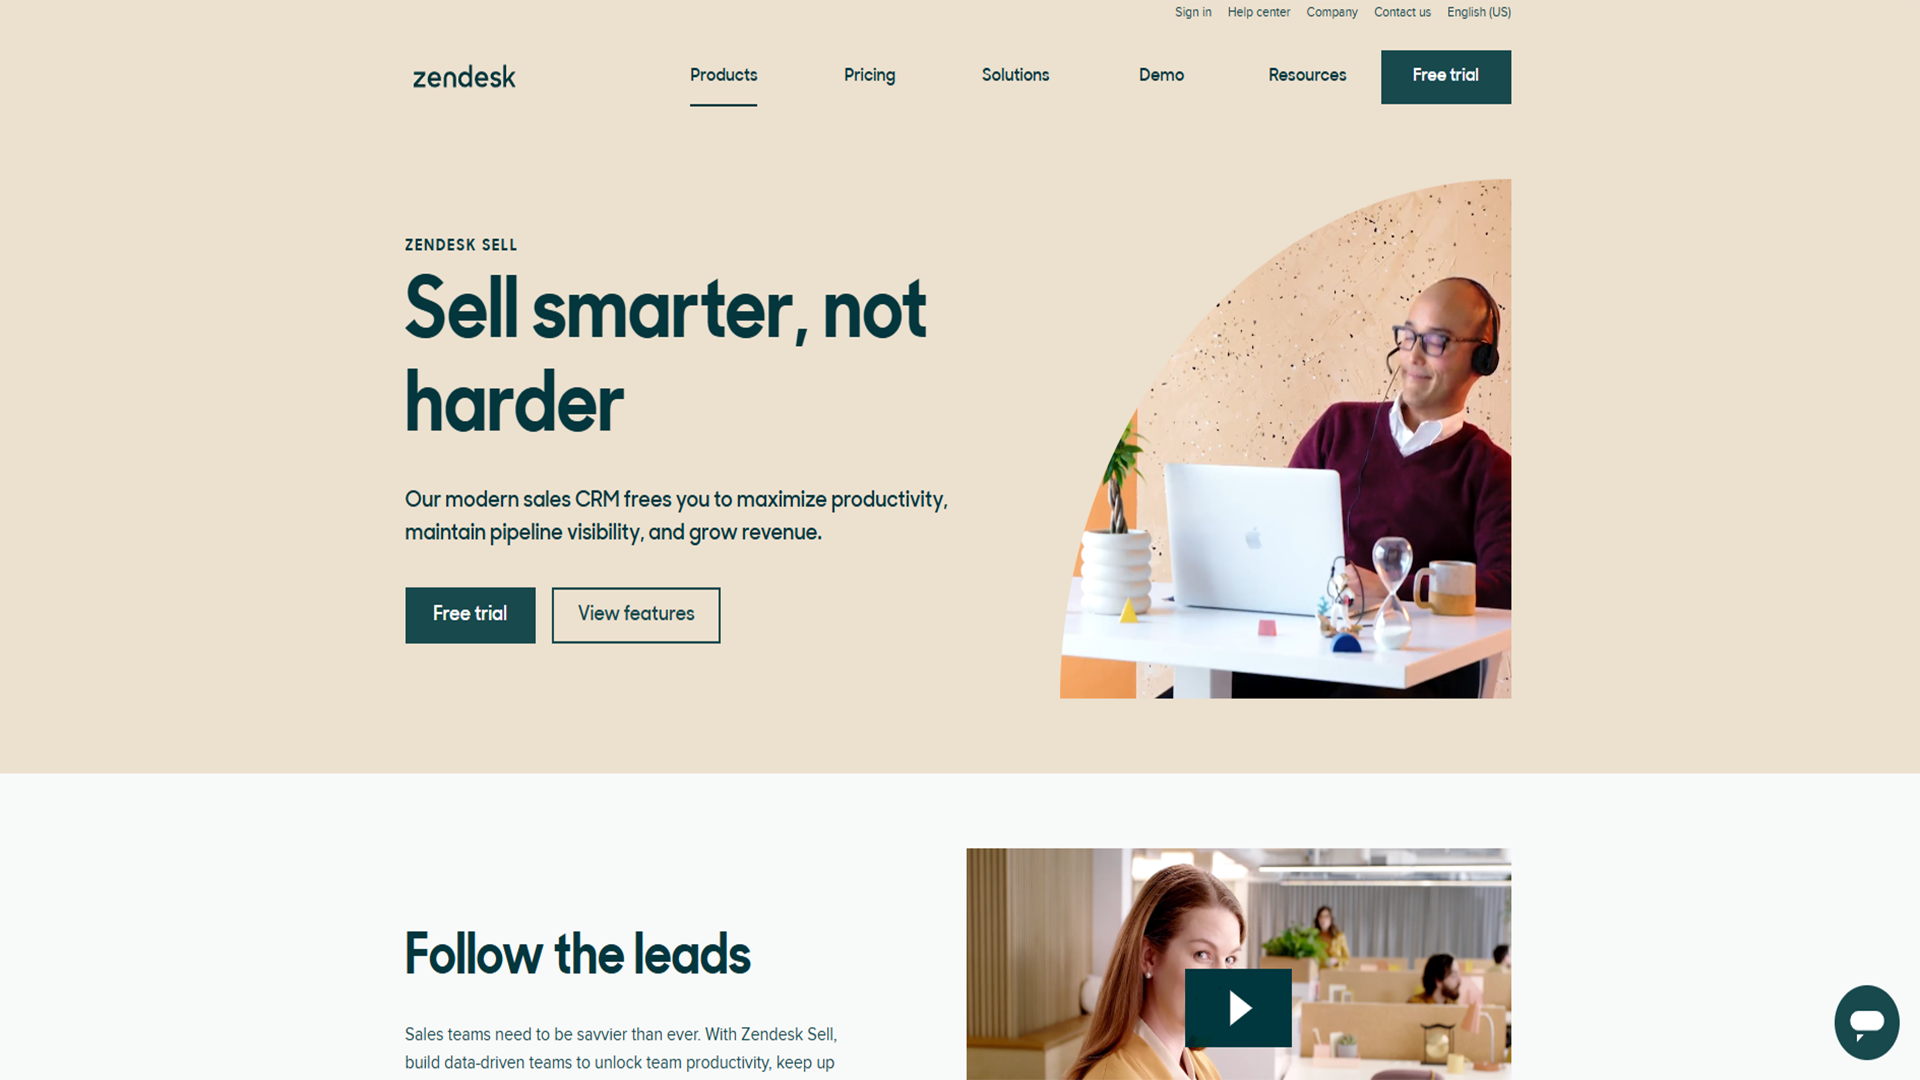 Sign in Help center Company Contact us English (US)
zendesk Products Pricing Solutions Demo Resources Free trial
ZENDESK SELL
Sell smarter, not
harder
Our modern sales CRM frees you to maximize productivity,
maintain pipeline visibility, and grow revenue.
Free trial View features
Follow the leads
Sales teams need to be savvier than ever. With Zendesk Sell,
build data-driven teams to unlock team productivity, keep up